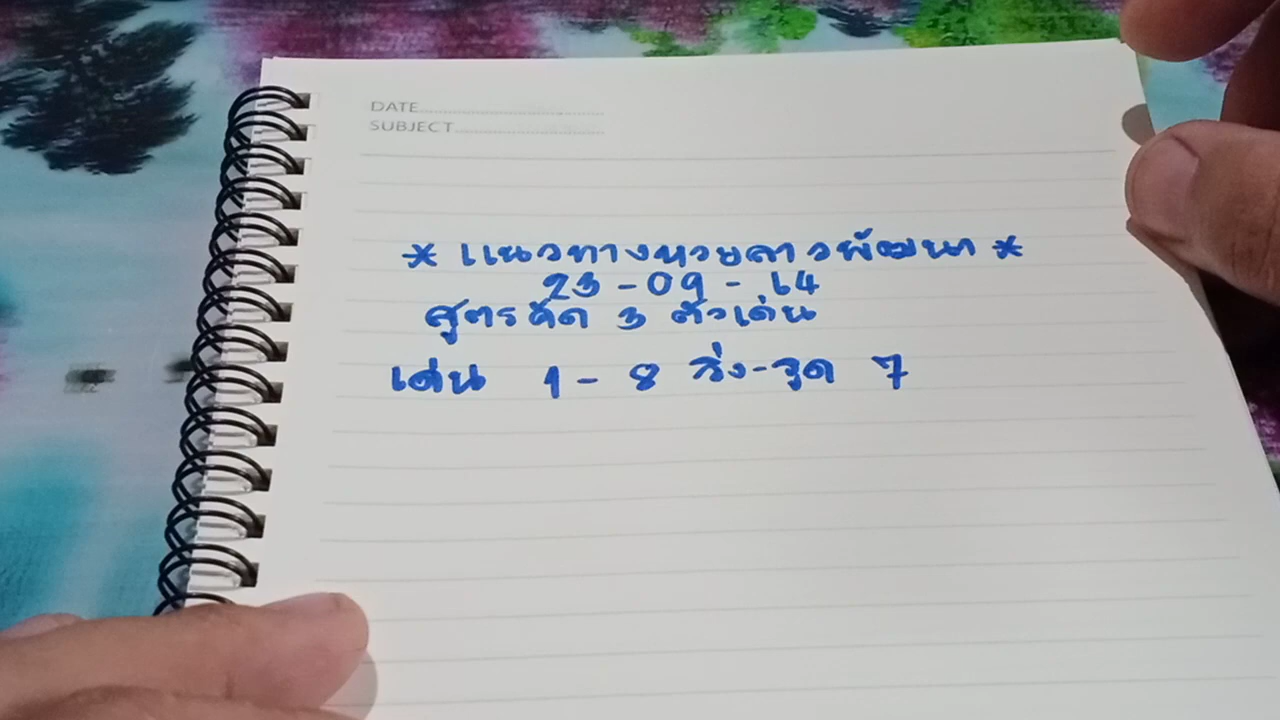 DATE
SUBJECT
* แนวทางหวยลาวพัฒนา *
23-09-64
สูตรคัด 3 ตัวเด่น
เด่น 1-8 วิ่ง-รูด 7